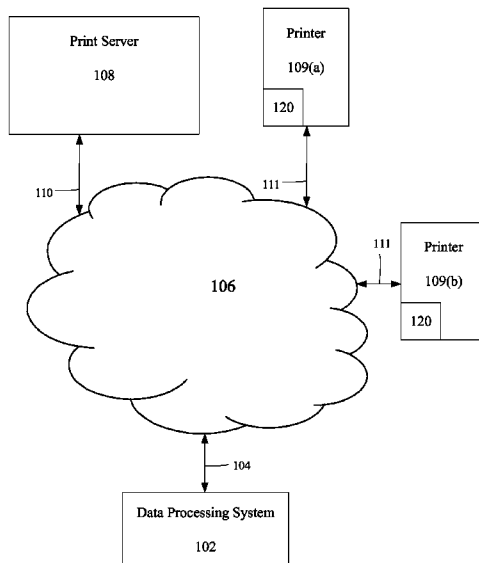 Print Server
108
Printer
109(a)
120
110
111
111
Printer
109(b)
120
106
104
Data Processing System
102